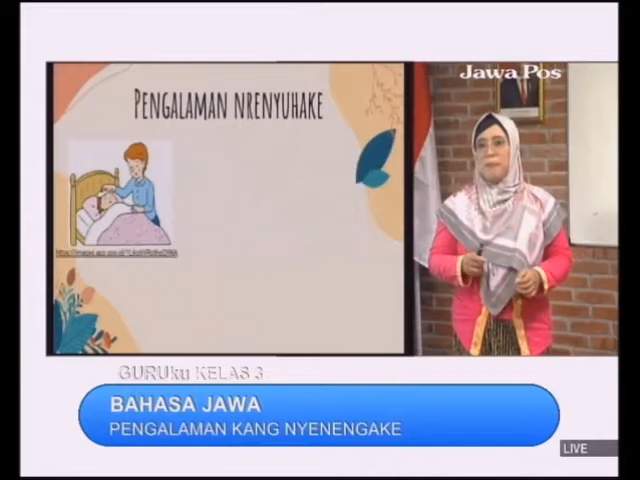 Jawa Pos
PENGALAMAN NRENYUHAKE
GURUku KELAS 3
BAHASA JAWA
PENGALAMAN KANG NYENENGAKE
LIVE